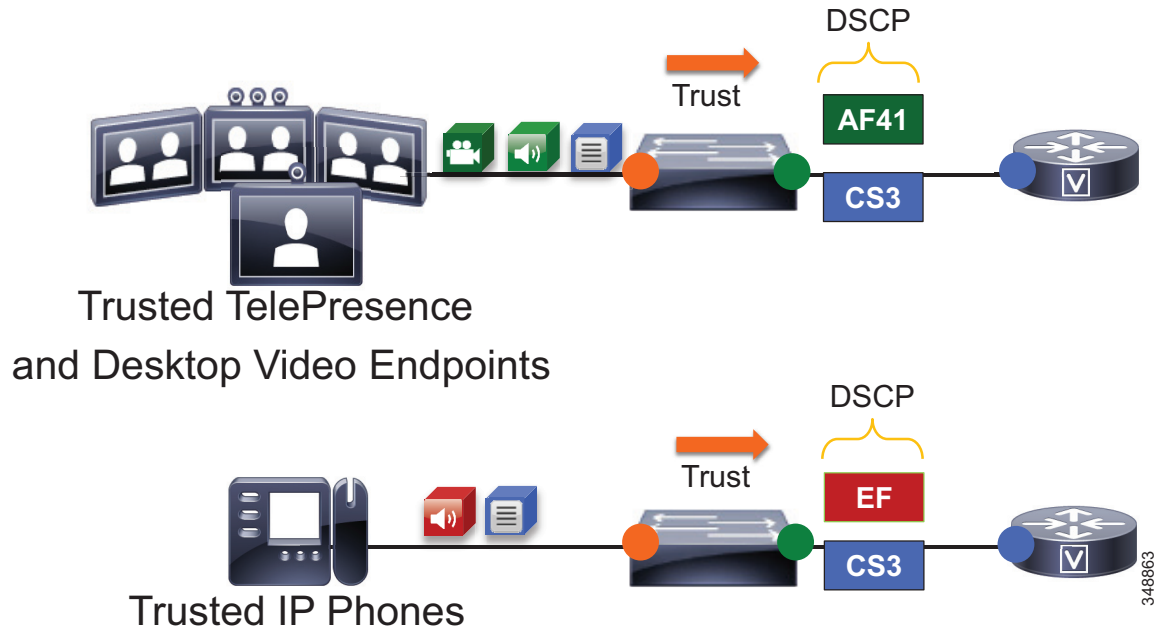 DSCP
Trust
AF41
CS3
V
Trusted TelePresence
and Desktop Video Endpoints
DSCP
Trust
EF
CS3
V
Trusted IP Phones
348863